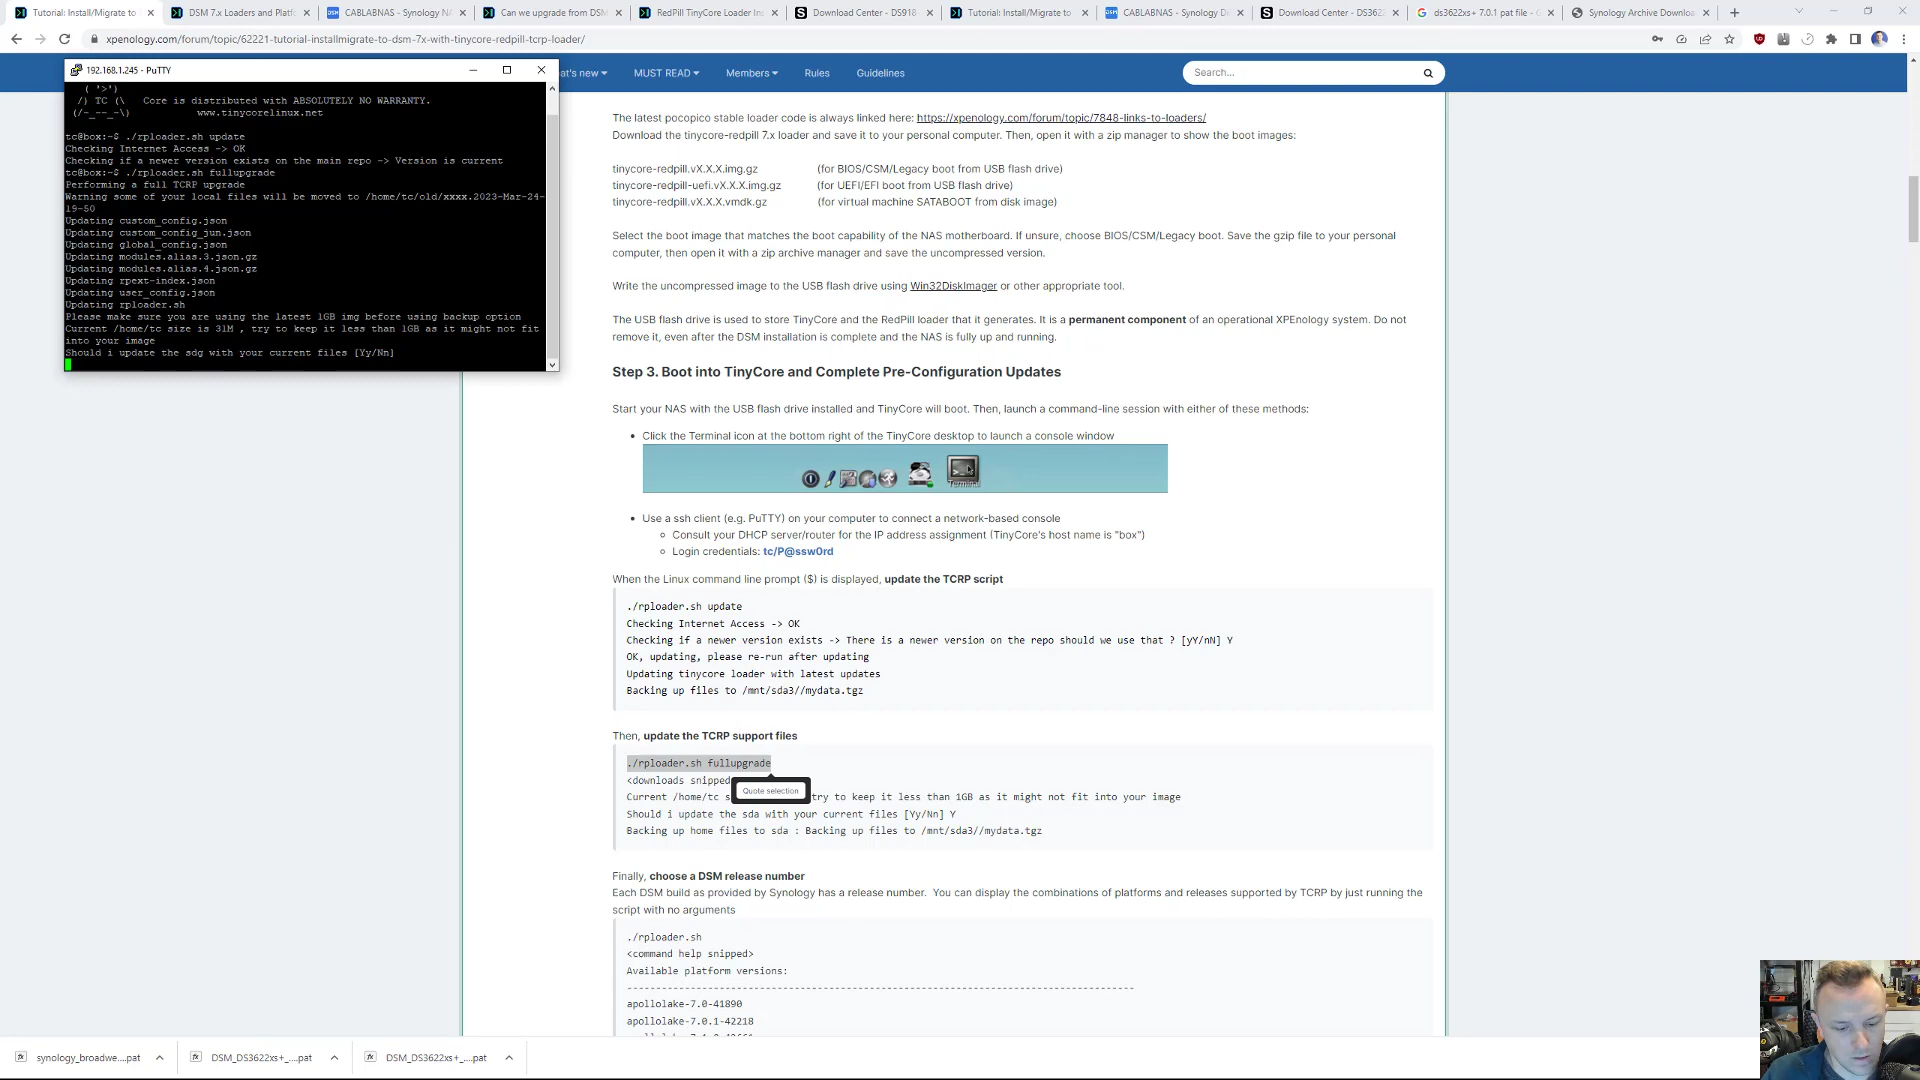 Tutorial: Install/Migrate to
DSM 7.x Loaders and Platf
CABLABNAS - Synology N
Can we upgrade from DSM
RedPill TinyCore Loader Ins
Download Center - DS918-
Tutorial: Install/Migrate to
CABLABNAS - Synology D
Download Center - DS362
ds3622xs+ 7.0.1 pat file - G
Synology Archive Downloa
xpenology.com/forum/topic/62221-tutorial-installmigrate-to-dsm-7x-with-tinycore-redpill-tcrp-loader/
at's new
MUST READ
Members
Rules
Guidelines
Search...
192.168.1.245 - PuTTY
( '>')
/) TC (\ Core is distributed with ABSOLUTELY NO WARRANTY.
(/-_--_-\) www.tinycorelinux.net
tc@box:~$ ./rploader.sh update
Checking Internet Access -> OK
Checking if a newer version exists on the main repo -> Version is current
tc@box:~$ ./rploader.sh fullupgrade
Performing a full TCRP upgrade
Warning some of your local files will be moved to /home/tc/old/xxxx.2023-Mar-24-
19-50
Updating custom_config.json
Updating custom_config_jun.json
Updating global_config.json
Updating modules.alias.3.json.gz
Updating modules.alias.4.json.gz
Updating rpext-index.json
Updating user_config.json
Updating rploader.sh
Please make sure you are using the latest 1GB img before using backup option
Current /home/tc size is 31M , try to keep it less than 1GB as it might not fit
into your image
Should i update the sdg with your current files [Yy/Nn]
The latest pocopico stable loader code is always linked here: https://xpenology.com/forum/topic/7848-links-to-loaders/
Download the tinycore-redpill 7.x loader and save it to your personal computer. Then, open it with a zip manager to show the boot images:
tinycore-redpill.vX.X.X.img.gz (for BIOS/CSM/Legacy boot from USB flash drive)
tinycore-redpill-uefi.vX.X.X.img.gz (for UEFI/EFI boot from USB flash drive)
tinycore-redpill.vX.X.X.vmdk.gz (for virtual machine SATABOOT from disk image)
Select the boot image that matches the boot capability of the NAS motherboard. If unsure, choose BIOS/CSM/Legacy boot. Save the gzip file to your personal
computer, then open it with a zip archive manager and save the uncompressed version.
Write the uncompressed image to the USB flash drive using Win32DiskImager or other appropriate tool.
The USB flash drive is used to store TinyCore and the RedPill loader that it generates. It is a permanent component of an operational XPEnology system. Do not
remove it, even after the DSM installation is complete and the NAS is fully up and running.
Step 3. Boot into TinyCore and Complete Pre-Configuration Updates
Start your NAS with the USB flash drive installed and TinyCore will boot. Then, launch a command-line session with either of these methods:
• Click the Terminal icon at the bottom right of the TinyCore desktop to launch a console window
Terminal
• Use a ssh client (e.g. PuTTY) on your computer to connect a network-based console
Consult your DHCP server/router for the IP address assignment (TinyCore's host name is "box")
Login credentials: tc/P@ssw0rd
When the Linux command line prompt ($) is displayed, update the TCRP script
./rploader.sh update
Checking Internet Access -> OK
Checking if a newer version exists -> There is a newer version on the repo should we use that ? [yY/nN] Y
OK, updating, please re-run after updating
Updating tinycore loader with latest updates
Backing up files to /mnt/sda3//mydata.tgz
Then, update the TCRP support files
./rploader.sh fullupgrade
<downloads snipped
Quote selection
Current /home/tc s try to keep it less than 1GB as it might not fit into your image
Should i update the sda with your current files [Yy/Nn] Y
Backing up home files to sda : Backing up files to /mnt/sda3//mydata.tgz
Finally, choose a DSM release number
Each DSM build as provided by Synology has a release number. You can display the combinations of platforms and releases supported by TCRP by just running the
script with no arguments
./rploader.sh
<command help snipped>
Available platform versions:
--------------------------------------------------------------------------------
apollolake-7.0-41890
apollolake-7.0.1-42218
synology_broadwe....pat
DSM_DS3622xs+_....pat
DSM_DS3622xs+_....pat